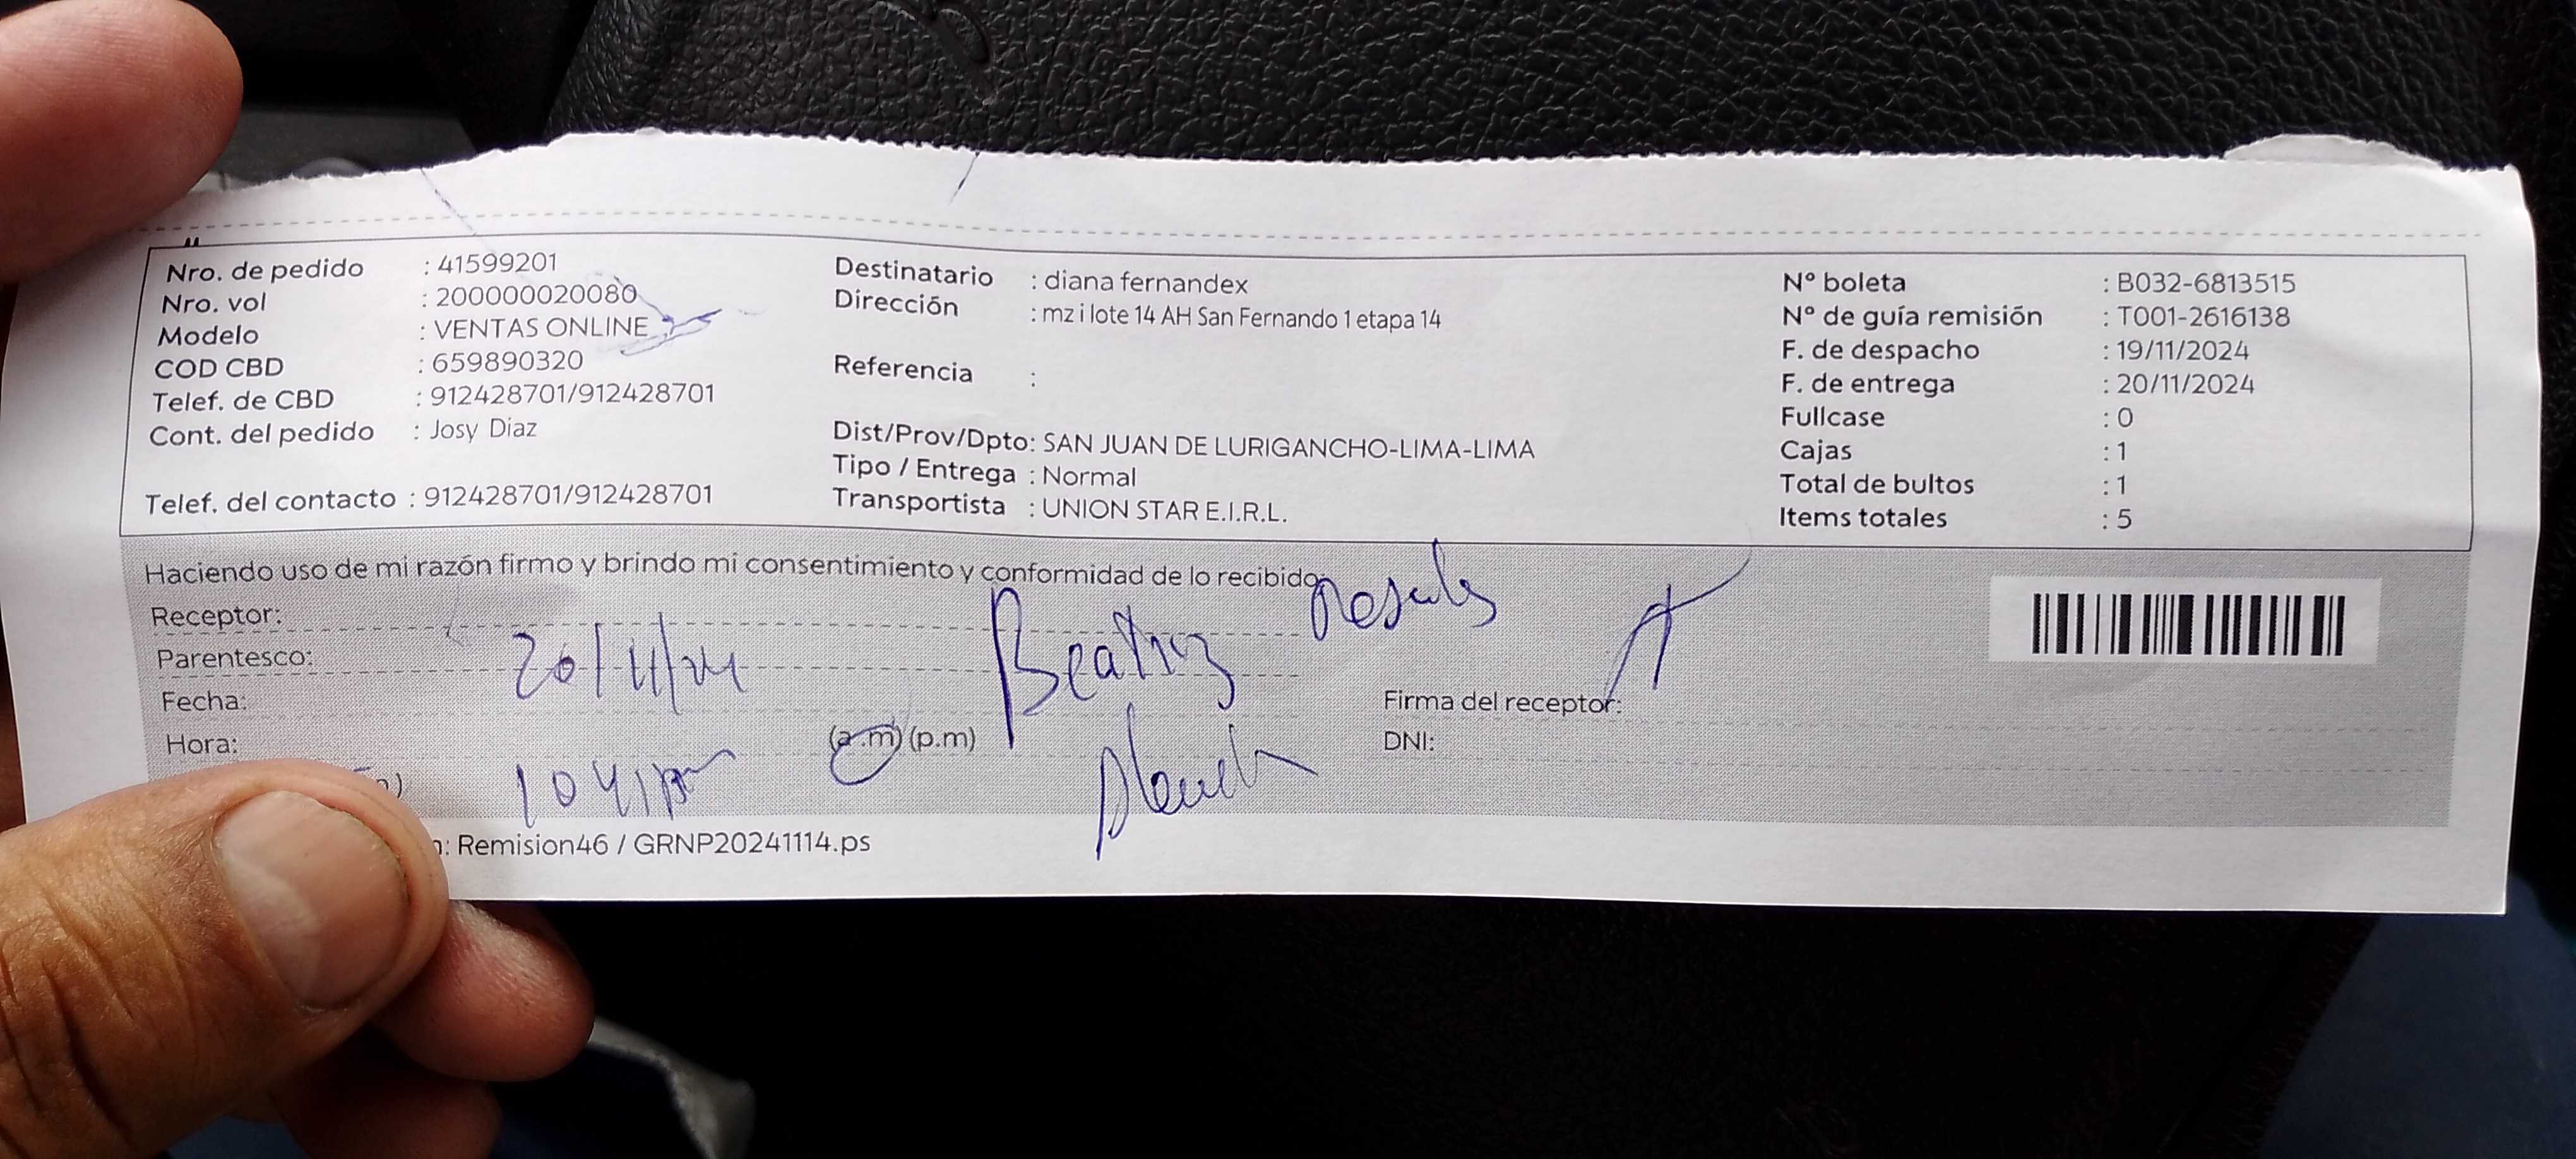 Nro. de pedido : 41599201
Nro. vol : 200000020080
Modelo : VENTAS ONLINE
COD CBD : 659890320
Telef. de CBD : 912428701/912428701
Cont. del pedido : Josy Diaz
Telef. del contacto : 912428701/912428701
Destinatario : diana fernandex
Dirección : mz i lote 14 AH San Fernando 1 etapa 14
Referencia :
Dist/Prov/Dpto: SAN JUAN DE LURIGANCHO-LIMA-LIMA
Tipo / Entrega : Normal
Transportista : UNION STAR E.I.R.L.
N° boleta : B032-6813515
N° de guía remisión : T001-2616138
F. de despacho : 19/11/2024
F. de entrega : 20/11/2024
Fullcase : 0
Cajas : 1
Total de bultos : 1
Items totales : 5
Haciendo uso de mi razón firmo y brindo mi consentimiento y conformidad de lo recibido.
Receptor:
Parentesco:
Beatriz
Fecha: 20/11/24
Hora: (a.m) (p.m)
Firma del receptor:
DNI:
: Remision46 / GRNP20241114.ps